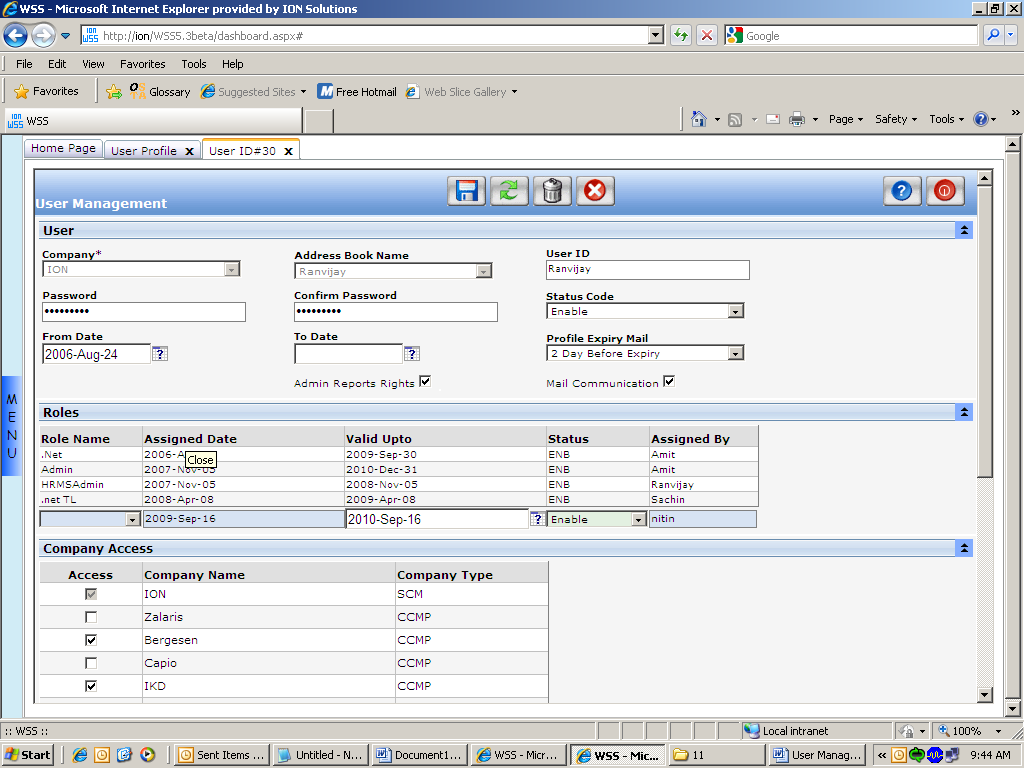 WSS - Microsoft Internet Explorer provided by ION Solutions
ion WSS http://ion/WSS5.3beta/dashboard.aspx# Google
File Edit View Favorites Tools Help
Favorites Glossary Suggested Sites Free Hotmail Web Slice Gallery
ion WSS WSS Page Safety Tools »
Home Page User Profile x User ID#30 x
User Management
User
Company* Address Book Name User ID
ION Ranvijay Ranvijay
Password Confirm Password Status Code
••••••••• ••••••••• Enable
From Date To Date Profile Expiry Mail
2006-Aug-24 2 Day Before Expiry
Admin Reports Rights Mail Communication
MENU
Roles
Role Name Assigned Date Valid Upto Status Assigned By
.Net 2006-A 2009-Sep-30 ENB Amit
Close
Admin 2007-Nov-05 2010-Dec-31 ENB Amit
HRMSAdmin 2007-Nov-05 2008-Nov-05 ENB Ranvijay
.net TL 2008-Apr-08 2009-Apr-08 ENB Sachin
2009-Sep-16 2010-Sep-16 Enable nitin
Company Access
Access Company Name Company Type
ION SCM
Zalaris CCMP
Bergesen CCMP
Capio CCMP
IKD CCMP
:: WSS :: Local intranet 100%
Start Sent Items ... Untitled - N... Document1... WSS - Micr... WSS - Mic... 11 User Manag... « 9:44 AM